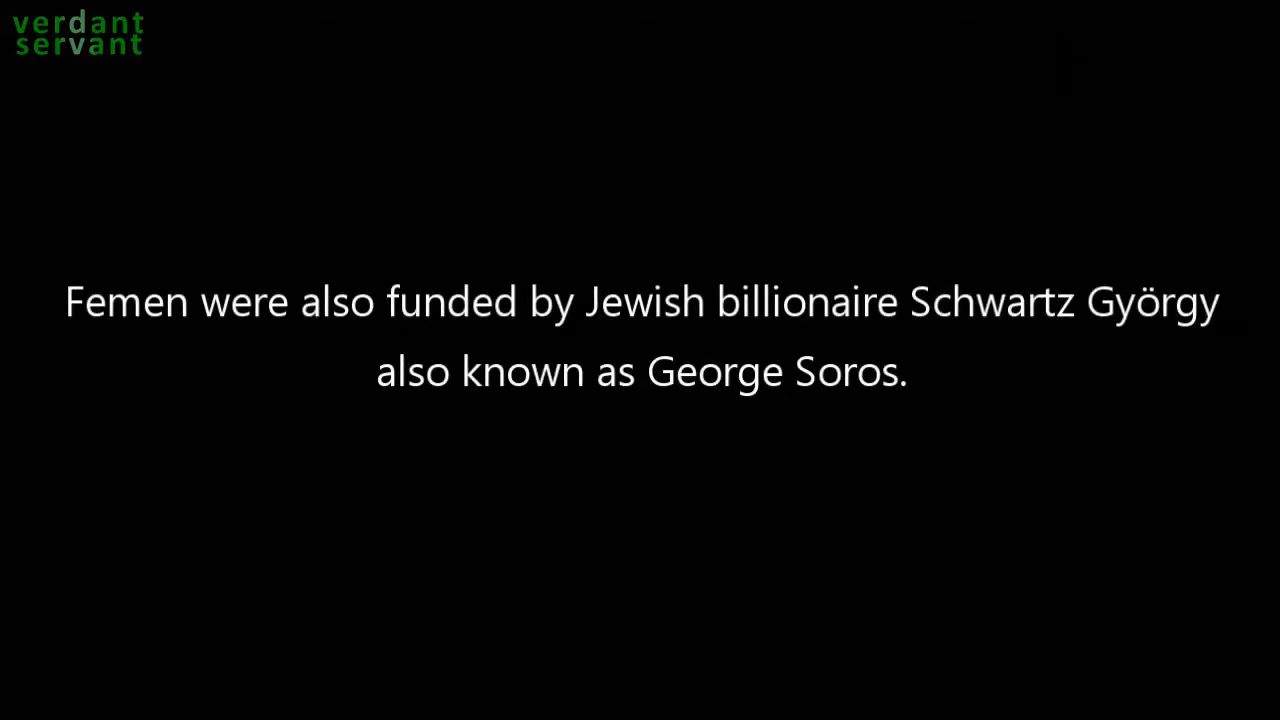 verdant
servant
Femen were also funded by Jewish billionaire Schwartz György
also known as George Soros.